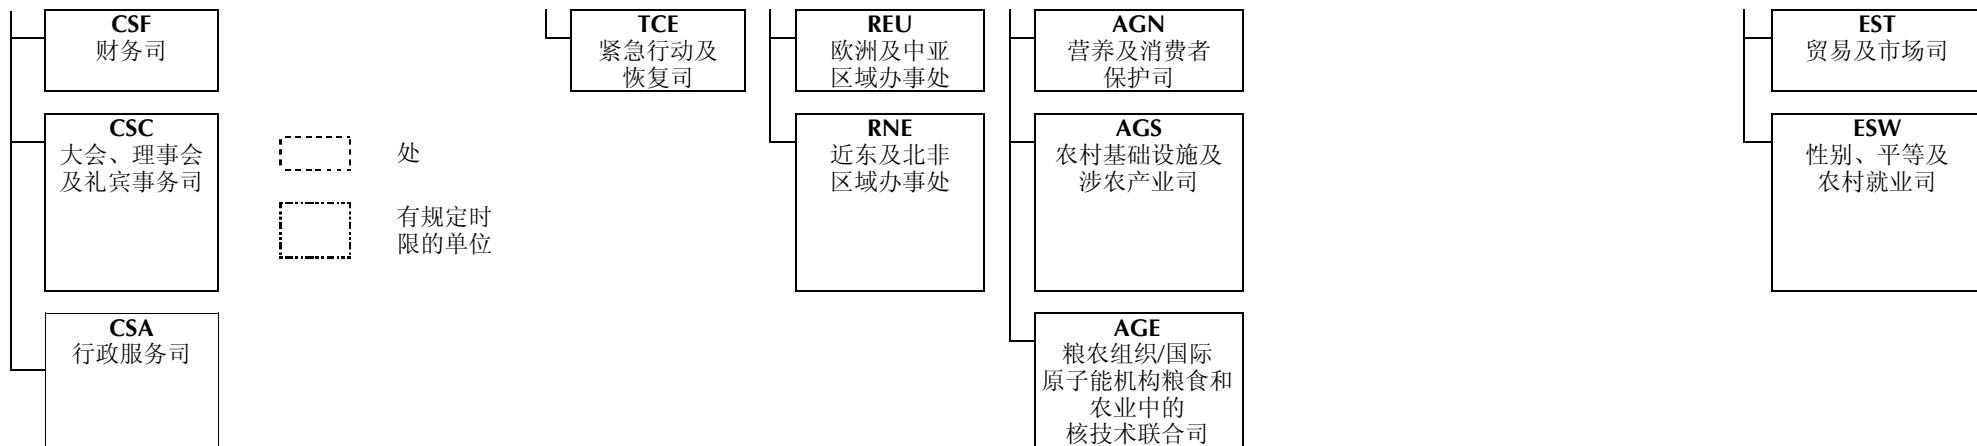 CSF
财务司
TCE
紧急行动及
恢复司
REU
欧洲及中亚
区域办事处
AGN
营养及消费者
保护司
EST
贸易及市场司
CSC
大会、理事会
及礼宾事务司
处
有规定时
限的单位
RNE
近东及北非
区域办事处
AGS
农村基础设施及
涉农产业司
ESW
性别、平等及
农村就业司
CSA
行政服务司
AGE
粮农组织/国际
原子能机构粮食和
农业中的
核技术联合司